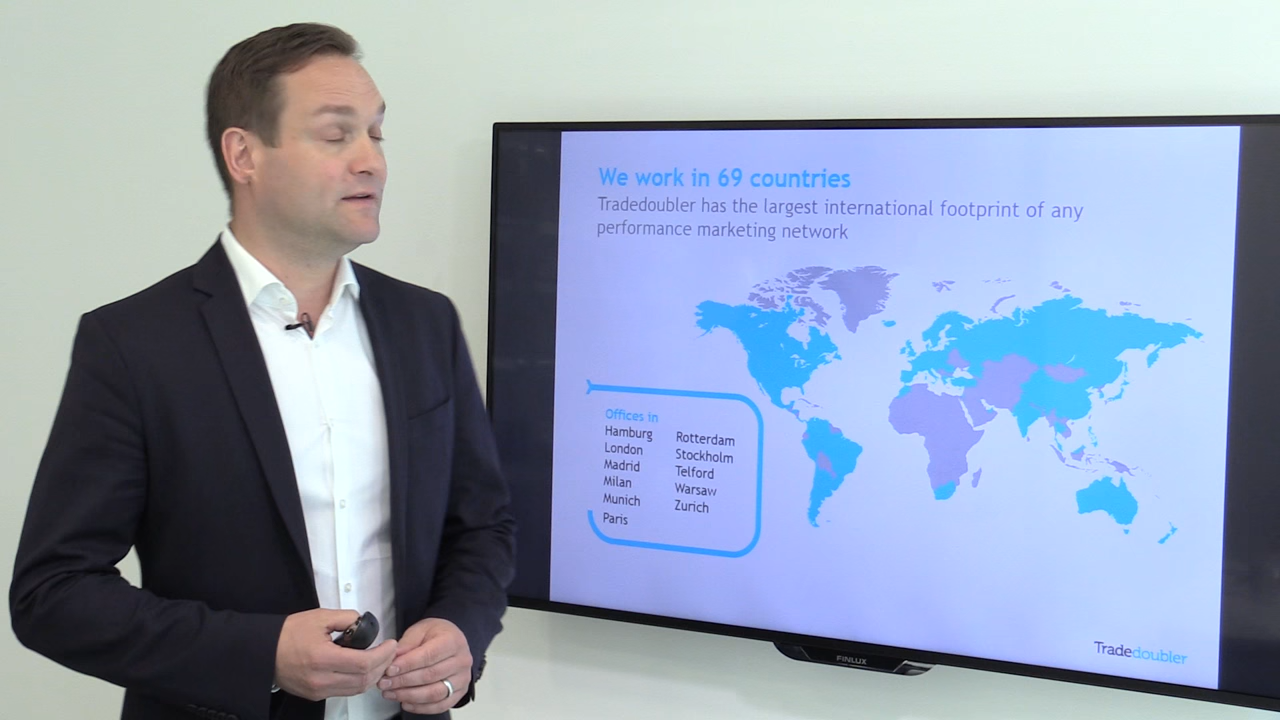 We work in 69 countries
Tradedoubler has the largest international footprint of any
performance marketing network
Offices in
Hamburg
London
Madrid
Milan
Munich
Paris
Rotterdam
Stockholm
Telford
Warsaw
Zurich
Tradedoubler
FINLUX